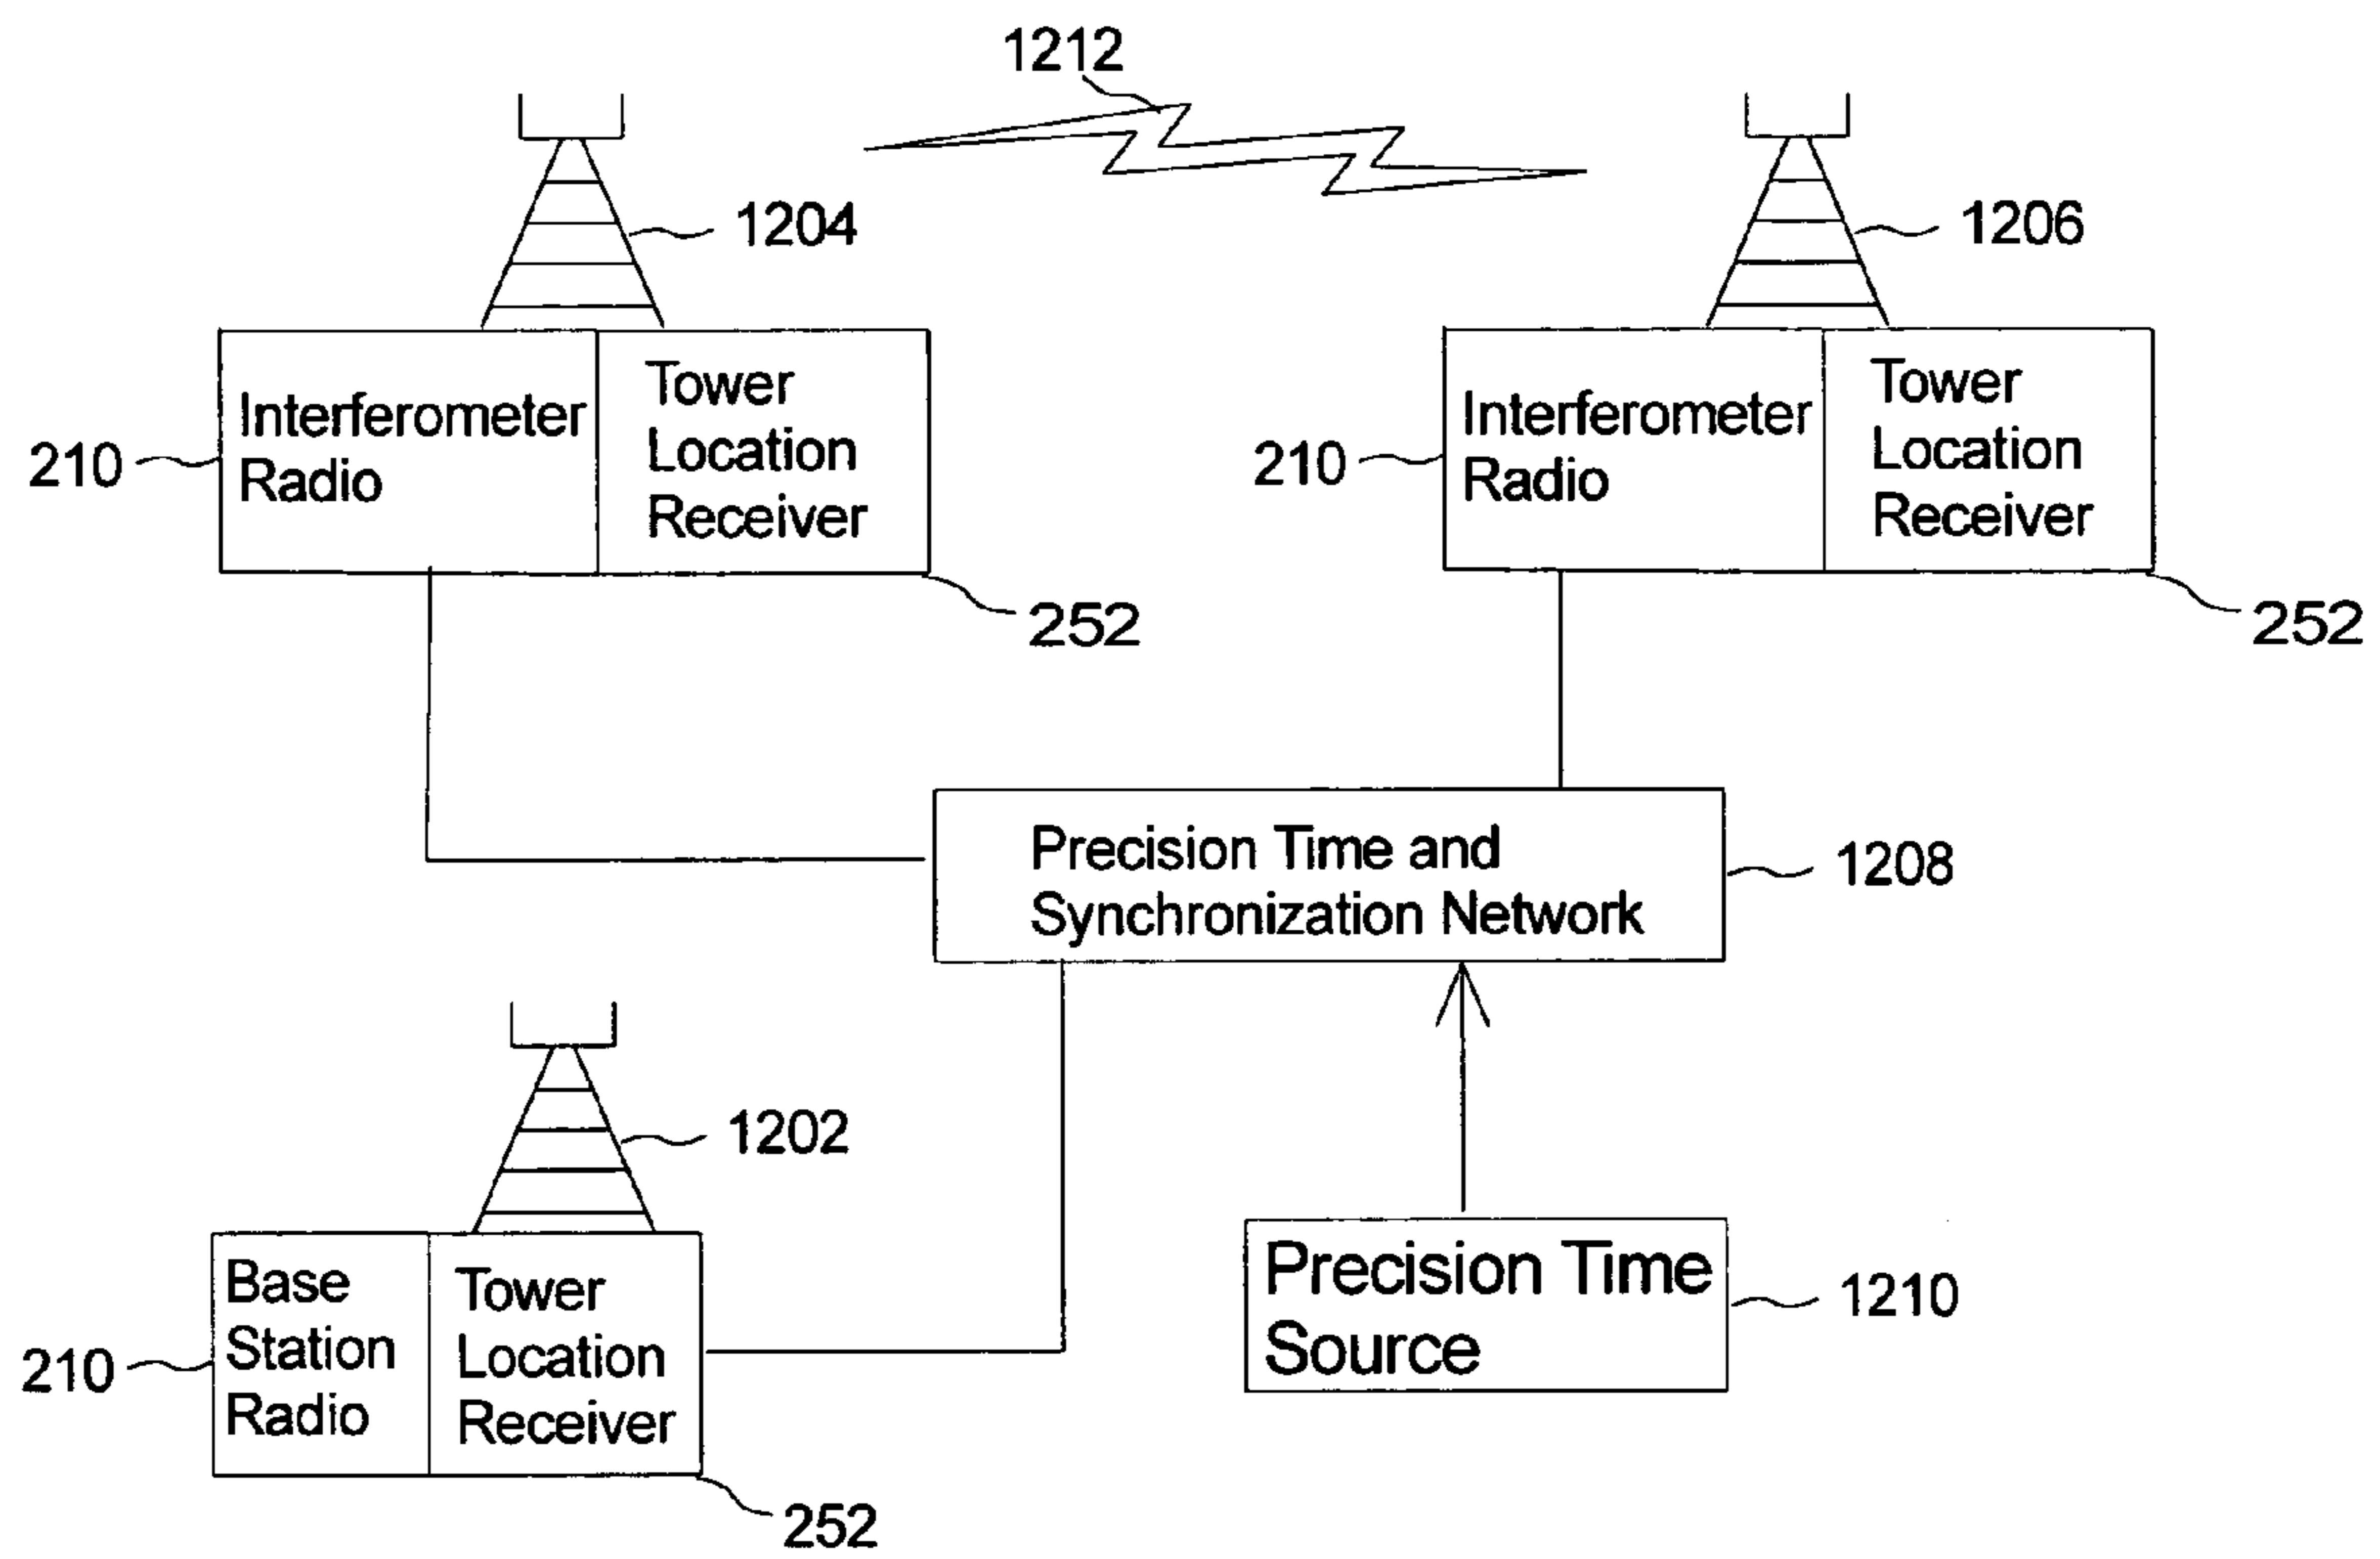 1212
1204
1206
210
Interferometer
Radio
Tower
Location
Receiver
252
210
Interferometer
Radio
Tower
Location
Receiver
252
Precision Time and
Synchronization Network
1208
1202
210
Base
Station
Radio
Tower
Location
Receiver
252
Precision Time
Source
1210